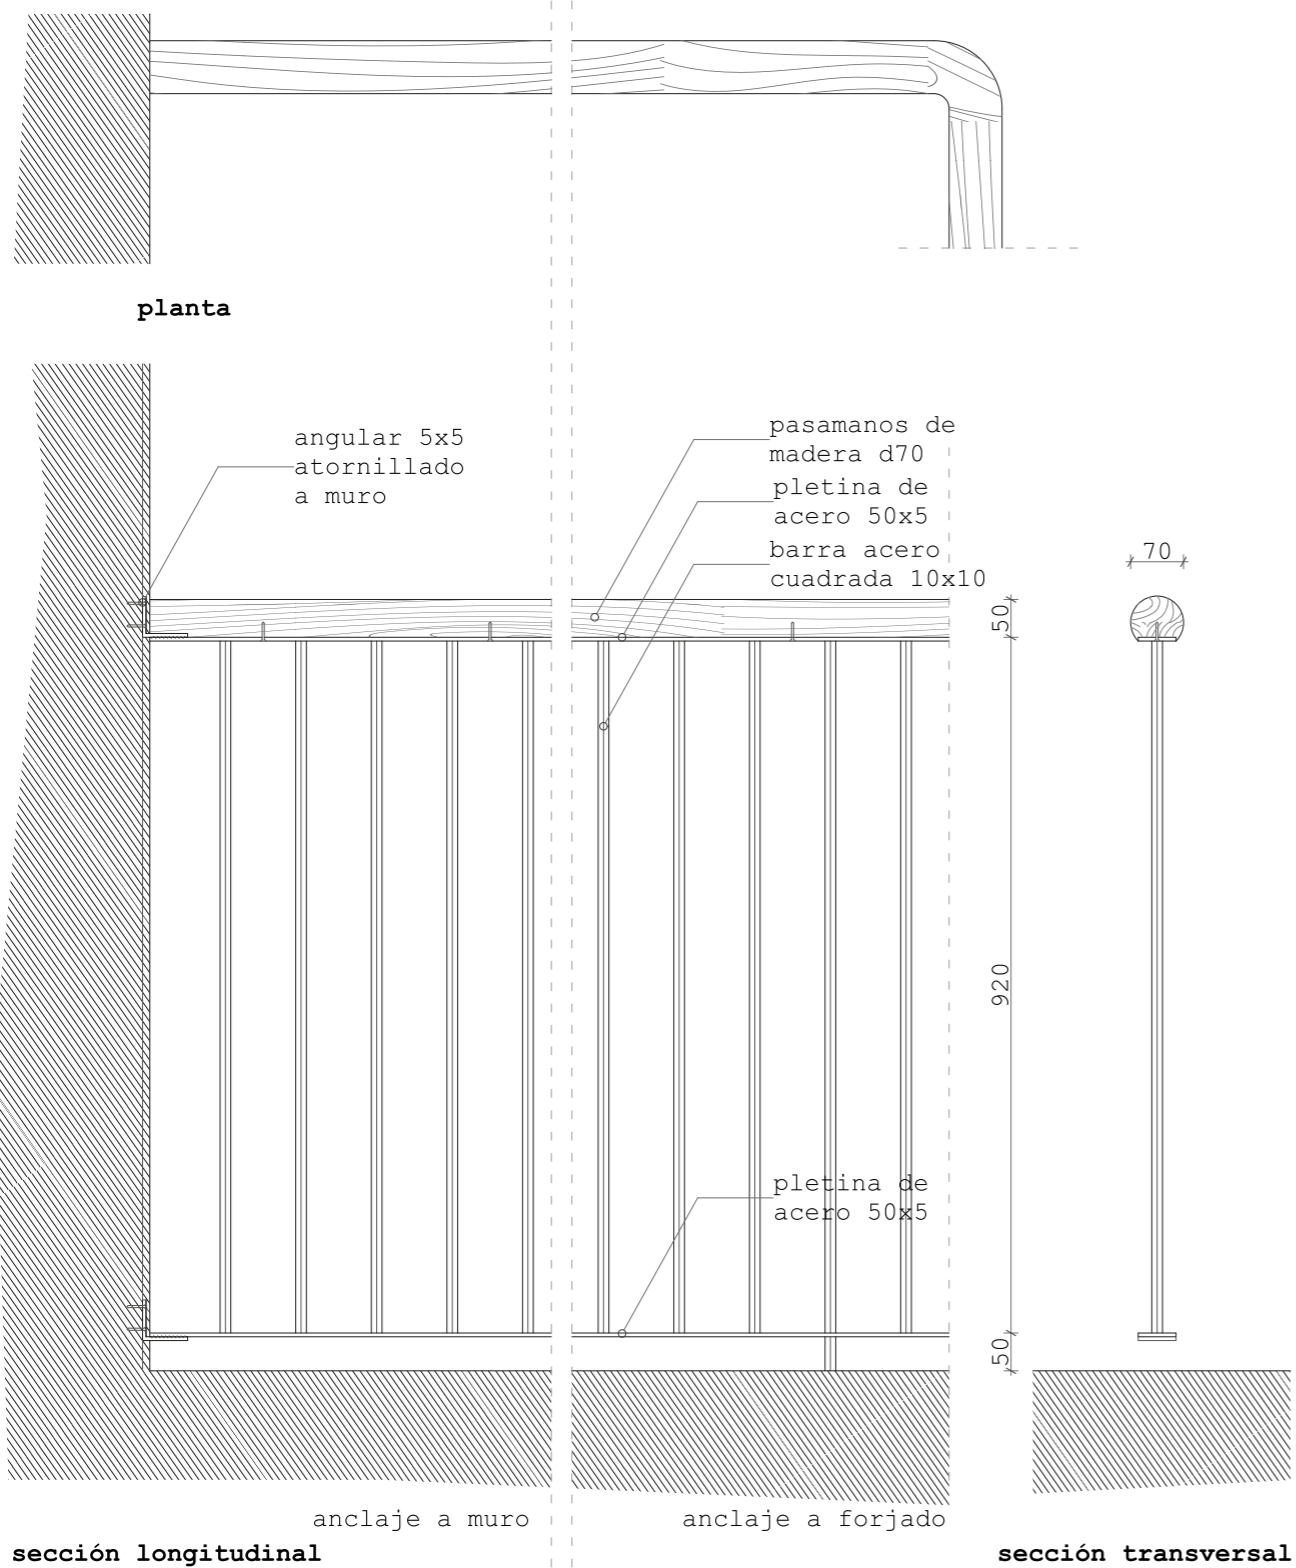 planta
angular 5x5
atornillado
a muro
pasamanos de
madera d70
pletina de
acero 50x5
barra acero
cuadrada 10x10
70
50
920
pletina de
acero 50x5
50
anclaje a muro
anclaje a forjado
sección longitudinal
sección transversal